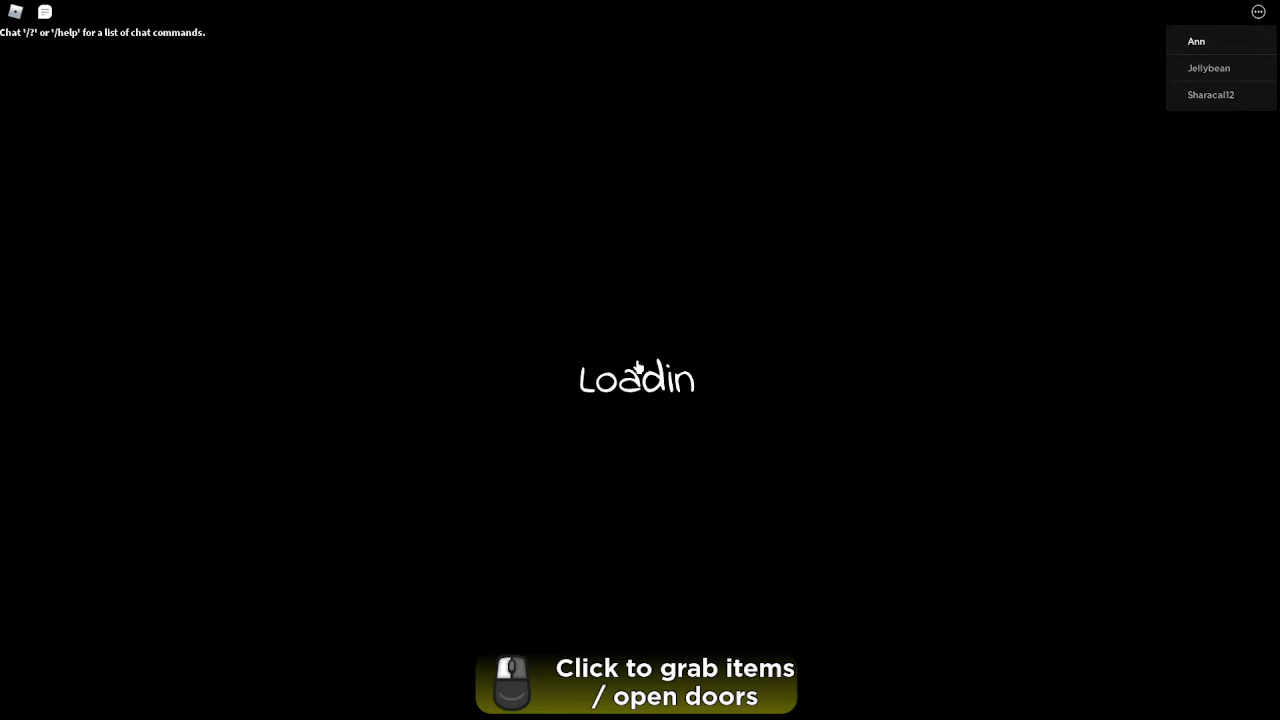 Chat '/?' or '/help' for a list of chat commands.
Ann
Jellybean
Sharacal12
Loadin
Click to grab items
/ open doors